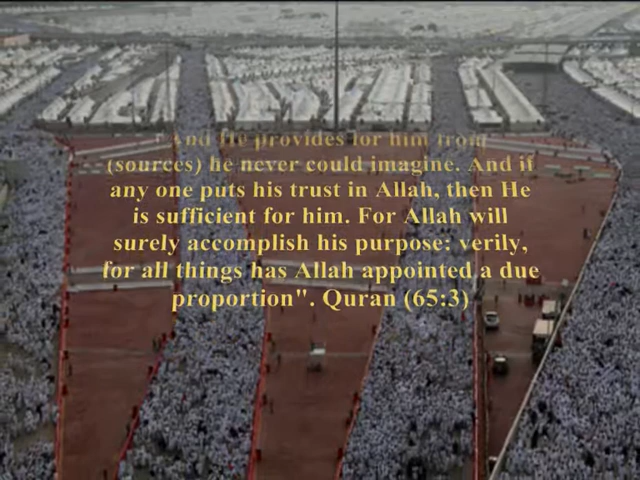 " And He provides for him from
(sources) he never could imagine. And if
any one puts his trust in Allah, then He
is sufficient for him. For Allah will
surely accomplish his purpose: verily,
for all things has Allah appointed a due
proportion". Quran (65:3)